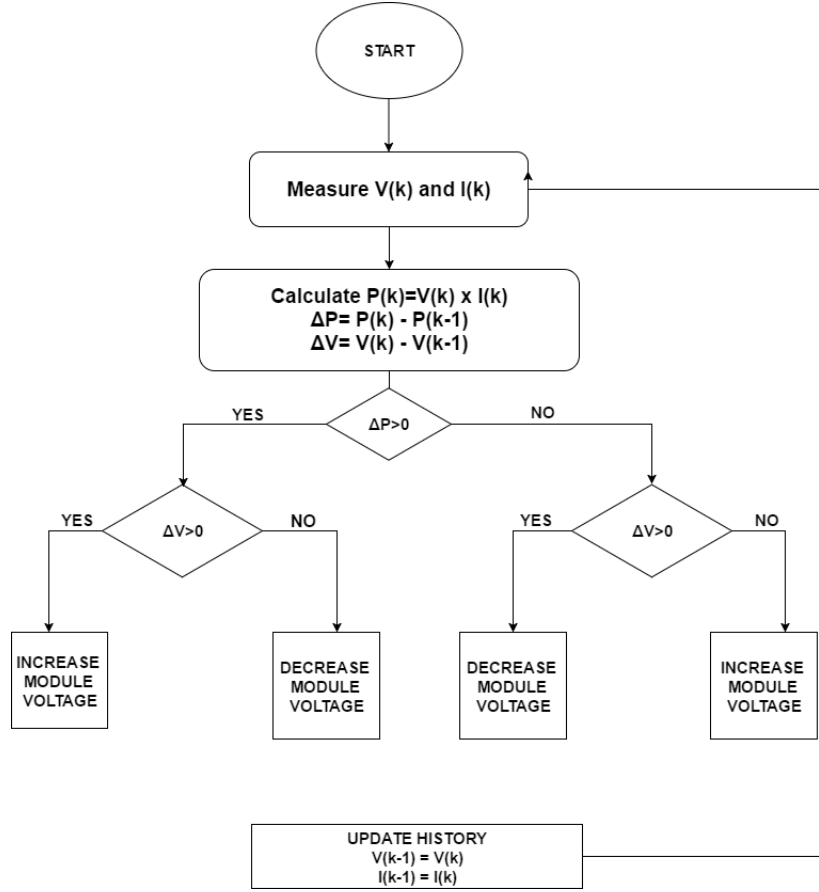 START
Measure V(k) and I(k)
Calculate P(k)=V(k) x I(k)
ΔP= P(k) - P(k-1)
ΔV= V(k) - V(k-1)
YES
ΔP>0
NO
YES
ΔV>0
NO
YES
ΔV>0
NO
INCREASE
MODULE
VOLTAGE
DECREASE
MODULE
VOLTAGE
DECREASE
MODULE
VOLTAGE
INCREASE
MODULE
VOLTAGE
UPDATE HISTORY
V(k-1) = V(k)
I(k-1) = I(k)